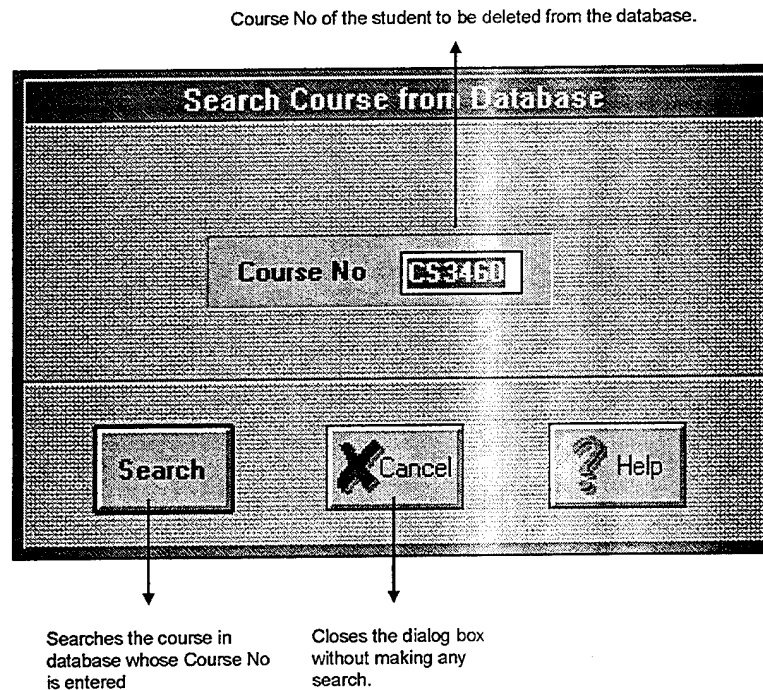 Course No of the student to be deleted from the database.
Search Course from Database
Course No CS3460
Search
Cancel
Help
Searches the course in
database whose Course No
is entered
Closes the dialog box
without making any
search.